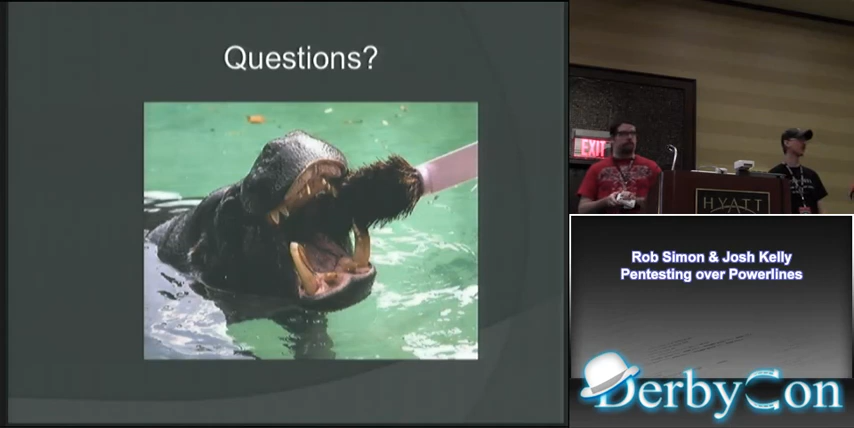 Questions?
EXIT
HYATT
Rob Simon & Josh Kelly
Pentesting over Powerlines
DerbyCon